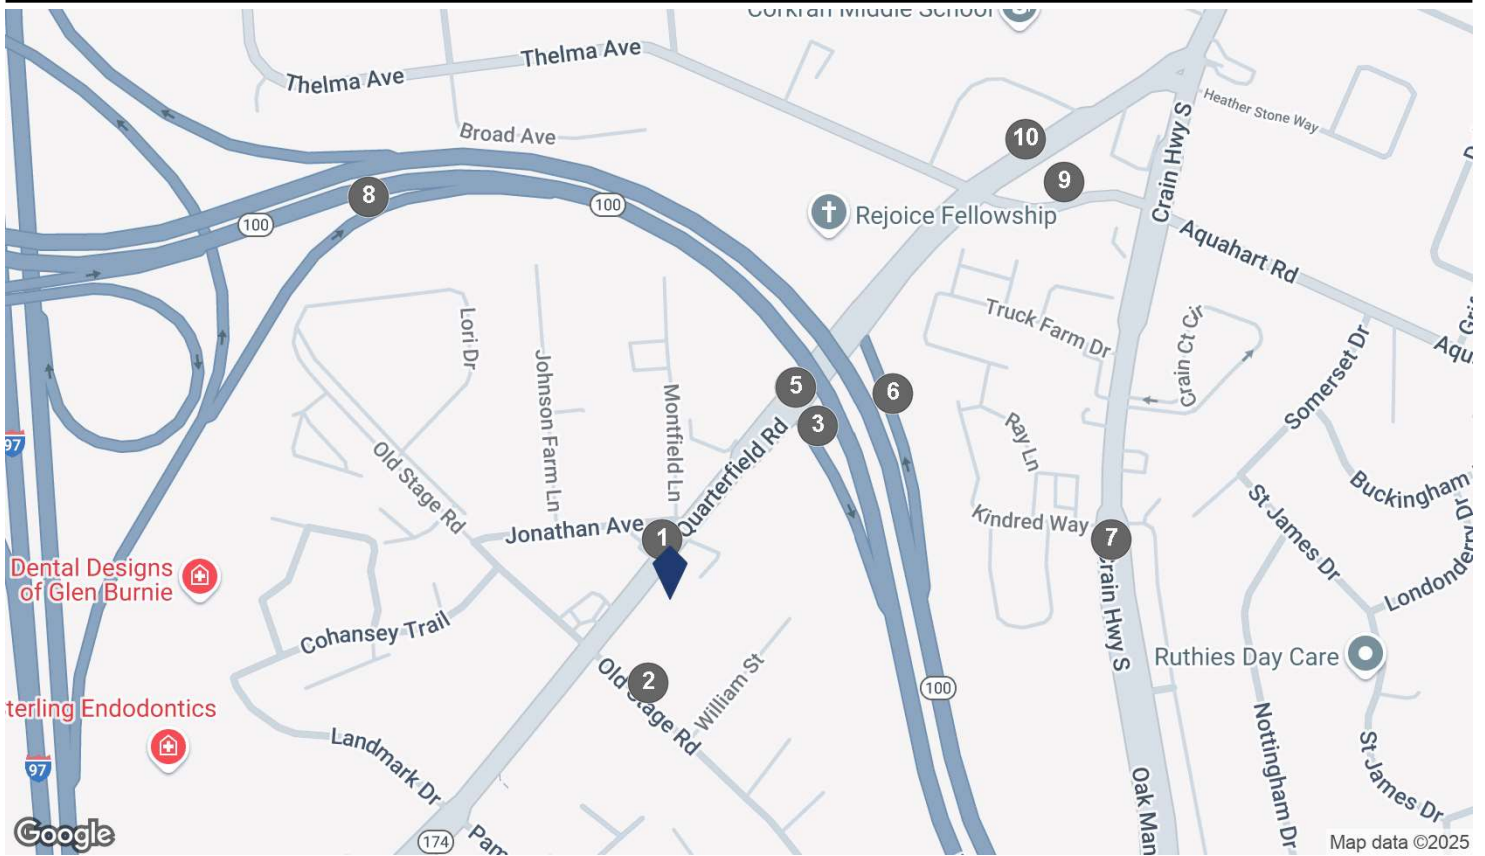 Corkran Middle School
Thelma Ave
Thelma Ave
Heather Stone Way
Broad Ave
10
Crain Hwy S
9
8
100
100
Rejoice Fellowship
Aquahart Rd
Truck Farm Dr
Crain Ct Cir
Lori Dr
Johnson Farm Ln
Montfield Ln
5
6
3
Somerset Dr
97
Old Stage Rd
Quarterfield Rd
Ray Ln
Buckingham
St James Dr
Londonderry Dr
Jonathan Ave
1
Kindred Way
7
Dental Designs
of Glen Burnie
Londonderry
Cohansey Trail
Crain Hwy S
Ruthies Day Care
2
Old Stage Rd
William St
100
Sterling Endodontics
Landmark Dr
Nottingham Dr
St James Dr
97
Oak Man
174
Pam
Google
Map data ©2025